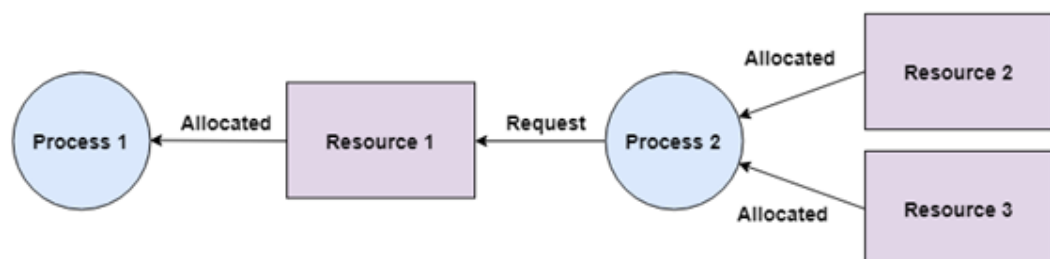 Process 1
Allocated
Resource 1
Request
Process 2
Allocated
Resource 2
Allocated
Resource 3